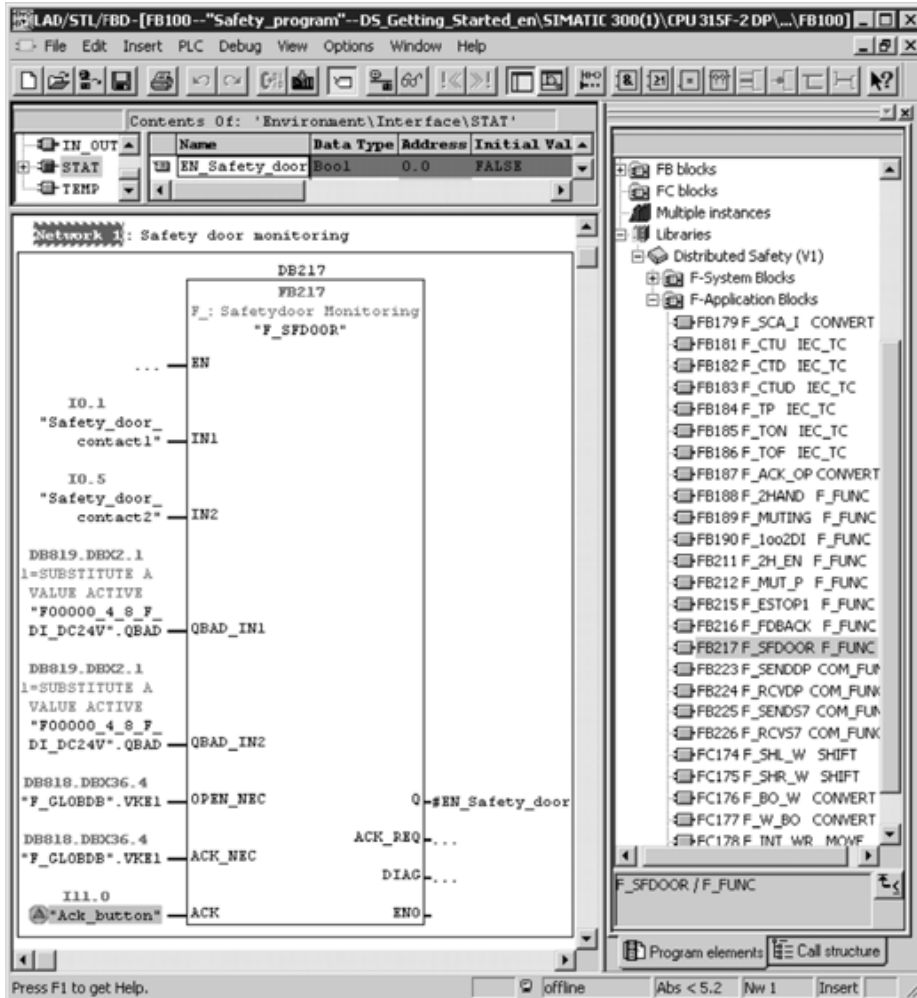 LAD/STL/FBD-[FB100--"Safety_program"--DS_Getting_Started_en\SIMATIC 300(1)\CPU 315F-2 DP\...\FB100]
File Edit Insert PLC Debug View Options Window Help
Contents Of: 'Environment\Interface\STAT'
IN_OUT
STAT
TEMP
Name Data Type Address Initial Val
EN_Safety_door Bool 0.0 FALSE
Network 1: Safety door monitoring
DB217
FB217
F_: Safetydoor Monitoring
"F_SFDOOR"
... EN
I0.1
"Safety_door_
contact1" IN1
I0.5
"Safety_door_
contact2" IN2
DB819.DBX2.1
1=SUBSTITUTE A
VALUE ACTIVE
"F00000_4_8_F_
DI_DC24V".QBAD QBAD_IN1
DB819.DBX2.1
1=SUBSTITUTE A
VALUE ACTIVE
"F00000_4_8_F_
DI_DC24V".QBAD QBAD_IN2
DB818.DBX36.4
"F_GLOBDB".VKE1 OPEN_NEC Q #EN_Safety_door
DB818.DBX36.4 ACK_REQ ...
"F_GLOBDB".VKE1 ACK_NEC
DIAG ...
I11.0
"Ack_button" ACK ENO
FB blocks
FC blocks
Multiple instances
Libraries
Distributed Safety (V1)
F-System Blocks
F-Application Blocks
FB179 F_SCA_I CONVERT
FB181 F_CTU IEC_TC
FB182 F_CTD IEC_TC
FB183 F_CTUD IEC_TC
FB184 F_TP IEC_TC
FB185 F_TON IEC_TC
FB186 F_TOF IEC_TC
FB187 F_ACK_OP CONVERT
FB188 F_2HAND F_FUNC
FB189 F_MUTING F_FUNC
FB190 F_1oo2DI F_FUNC
FB211 F_2H_EN F_FUNC
FB212 F_MUT_P F_FUNC
FB215 F_ESTOP1 F_FUNC
FB216 F_FDBACK F_FUNC
FB217 F_SFDOOR F_FUNC
FB223 F_SENDDP COM_FUN
FB224 F_RCVDP COM_FUN
FB225 F_SENDS7 COM_FUN
FB226 F_RCVS7 COM_FUN
FC174 F_SHL_W SHIFT
FC175 F_SHR_W SHIFT
FC176 F_BO_W CONVERT
FC177 F_W_BO CONVERT
FC178 F_INT_WR MOVE
F_SFDOOR / F_FUNC
Program elements Call structure
Press F1 to get Help. offline Abs < 5.2 Nw 1 Insert